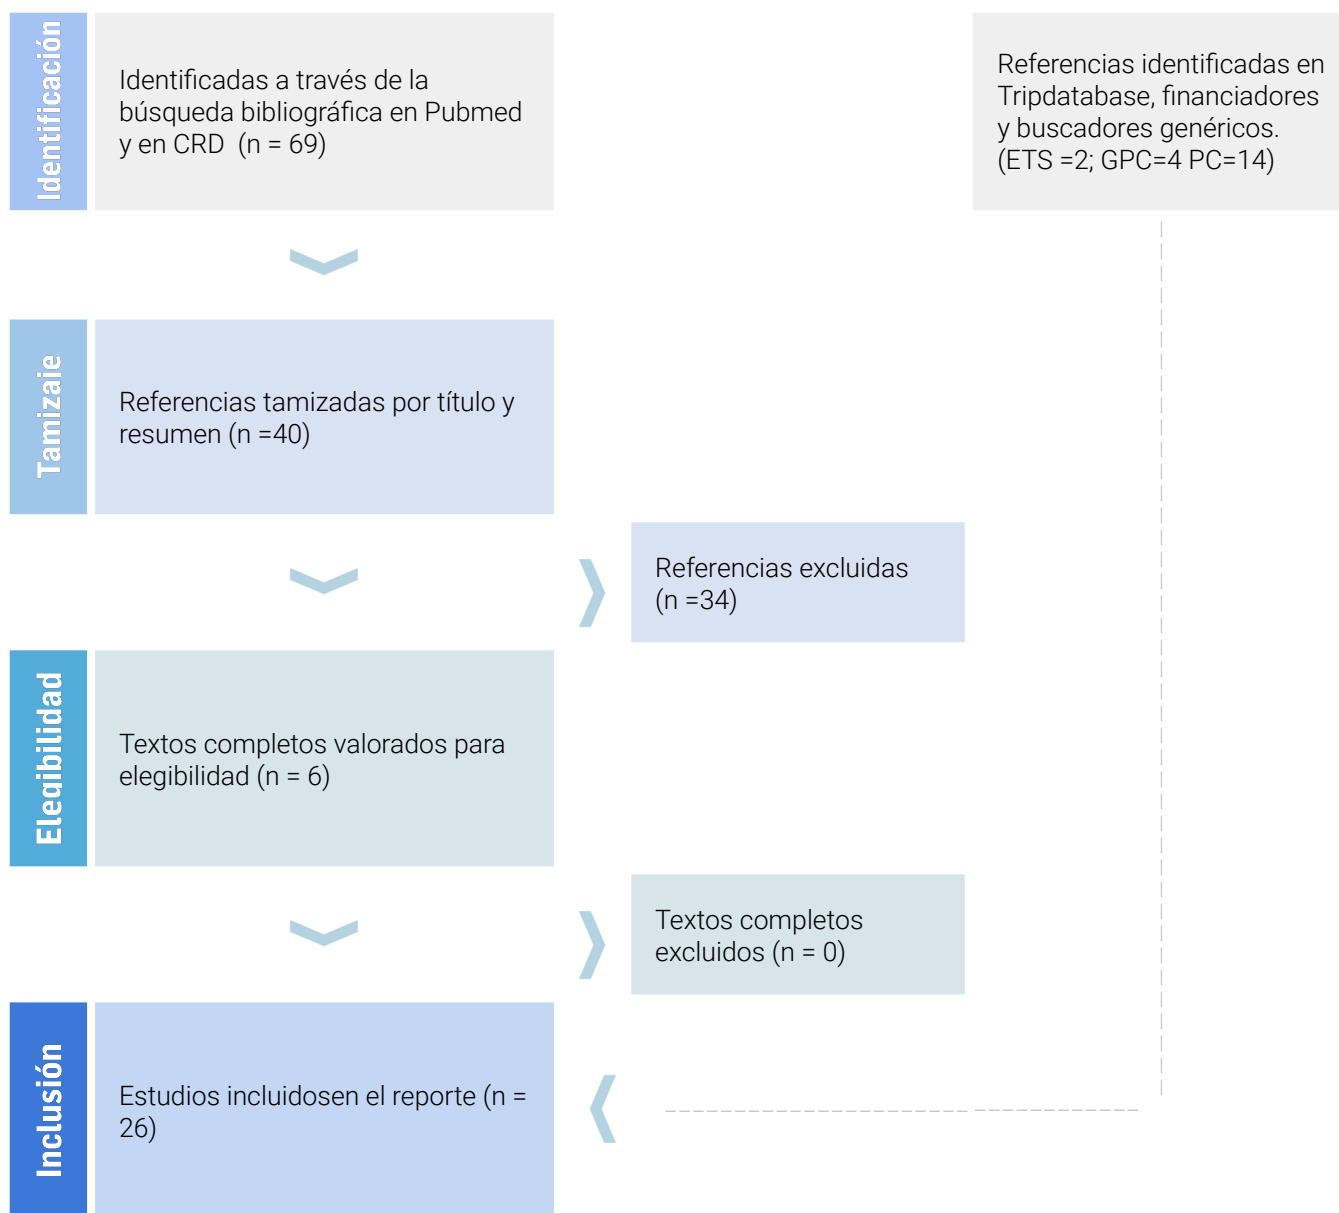 Identificación
Identificadas a través de la
búsqueda bibliográfica en Pubmed
y en CRD (n = 69)
Referencias identificadas en
Tripdatabase, financiadores
y buscadores genéricos.
(ETS =2; GPC=4 PC=14)
Tamizaje
Referencias tamizadas por título y
resumen (n =40)
Referencias excluidas
(n =34)
Elegibilidad
Textos completos valorados para
elegibilidad (n = 6)
Textos completos
excluidos (n = 0)
Inclusión
Estudios incluidosen el reporte (n =
26)